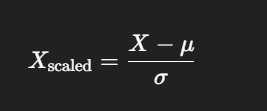 X_scaled = (X − μ) / σ